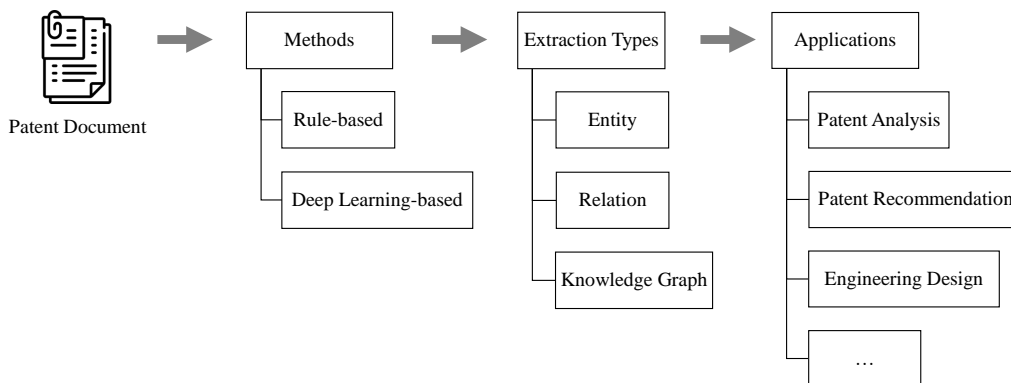 Patent Document
Methods
Rule-based
Deep Learning-based
Extraction Types
Entity
Relation
Knowledge Graph
Applications
Patent Analysis
Patent Recommendation
Engineering Design
…